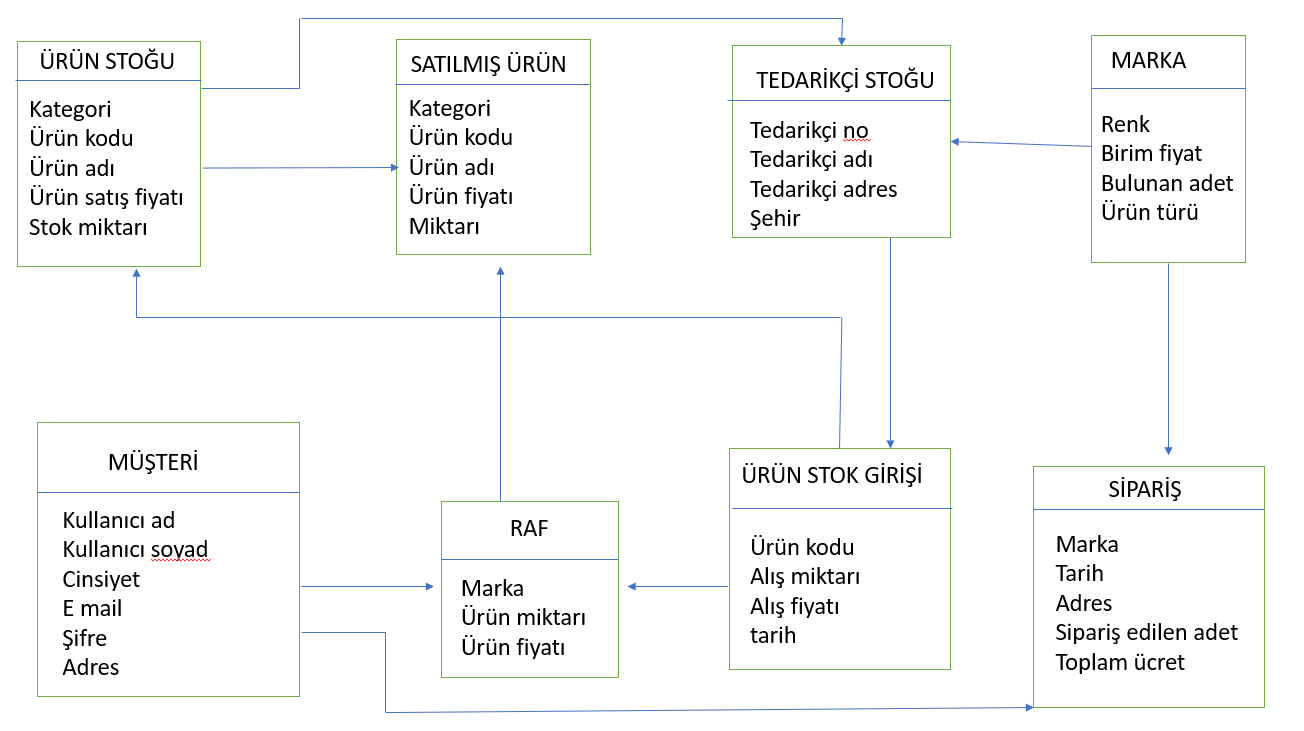 ÜRÜN STOĞU
Kategori
Ürün kodu
Ürün adı
Ürün satış fiyatı
Stok miktarı
SATILMIŞ ÜRÜN
Kategori
Ürün kodu
Ürün adı
Ürün fiyatı
Miktarı
TEDARİKÇİ STOĞU
Tedarikçi no
Tedarikçi adı
Tedarikçi adres
Şehir
MARKA
Renk
Birim fiyat
Bulunan adet
Ürün türü
MÜŞTERİ
Kullanıcı ad
Kullanıcı soyad
Cinsiyet
E mail
Şifre
Adres
RAF
Marka
Ürün miktarı
Ürün fiyatı
ÜRÜN STOK GİRİŞİ
Ürün kodu
Alış miktarı
Alış fiyatı
tarih
SİPARİŞ
Marka
Tarih
Adres
Sipariş edilen adet
Toplam ücret